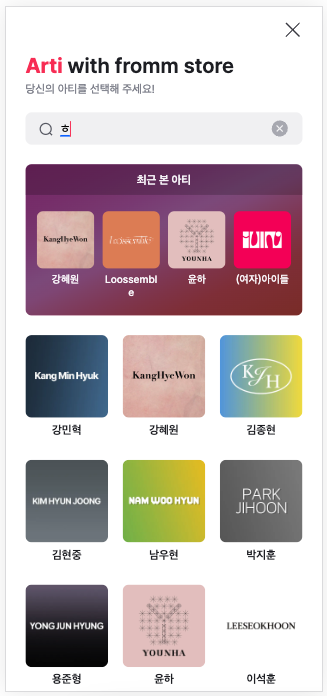 Arti with fromm store
당신의 아티를 선택해 주세요!
ㅎ
최근 본 아티
KangHyeWon
Loossemble
YOUNHA
강혜원
Loossembl
e
윤하
(여자)아이들
Kang Min Hyuk
KangHyeWon
KJH
강민혁
강혜원
김종현
KIM HYUN JOONG
NAM WOO HYUN
PARK
JIHOON
김현중
남우현
박지훈
YONG JUN HYUNG
YOUNHA
LEESEOKHOON
용준형
윤하
이석훈